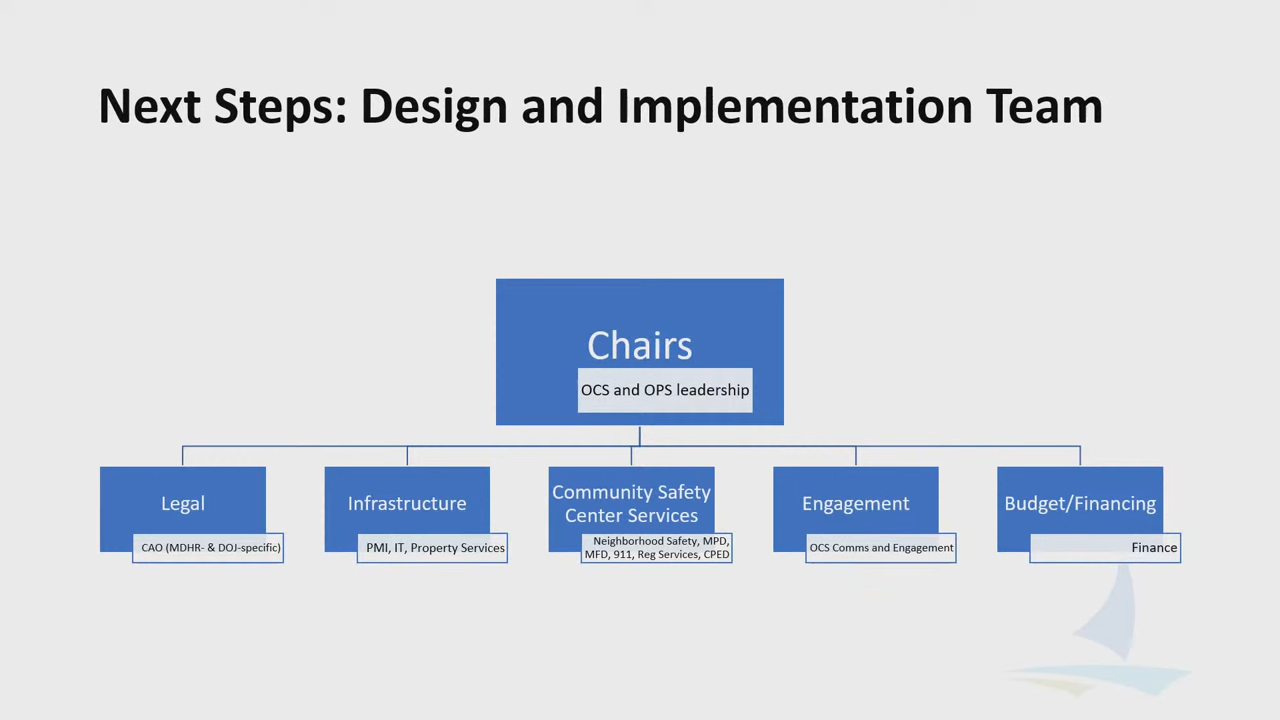 Next Steps: Design and Implementation Team
Chairs
OCS and OPS leadership
Legal
CAO (MDHR- & DOJ-specific)
Infrastructure
PMI, IT, Property Services
Community Safety
Center Services
Neighborhood Safety, MPD,
MFD, 911, Reg Services, CPED
Engagement
OCS Comms and Engagement
Budget/Financing
Finance